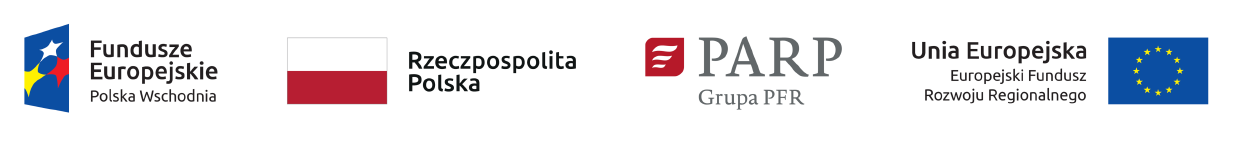 Fundusze
Europejskie
Polska Wschodnia
Rzeczpospolita
Polska
PARP
Grupa PFR
Unia Europejska
Europejski Fundusz
Rozwoju Regionalnego